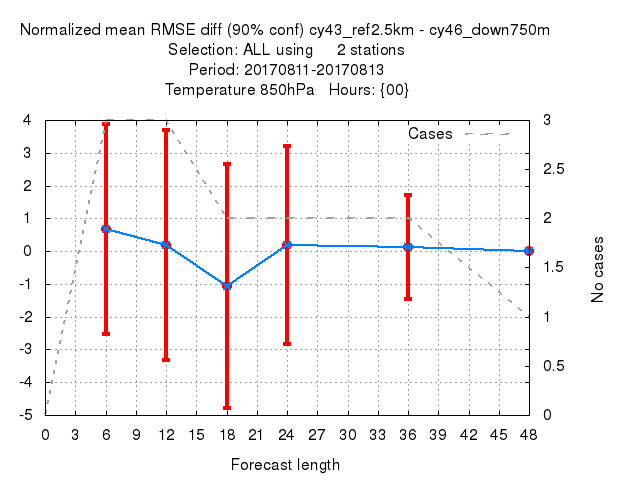 Normalized mean RMSE diff (90% conf) cy43_ref2.5km - cy46_down750m
Selection: ALL using 2 stations
Period: 20170811-20170813
Temperature 850hPa Hours: {00}
Cases
4
3
2
1
0
-1
-2
-3
-4
-5
3
2.5
2
1.5
1
0.5
0
No cases
0 3 6 9 12 15 18 21 24 27 30 33 36 39 42 45 48
Forecast length